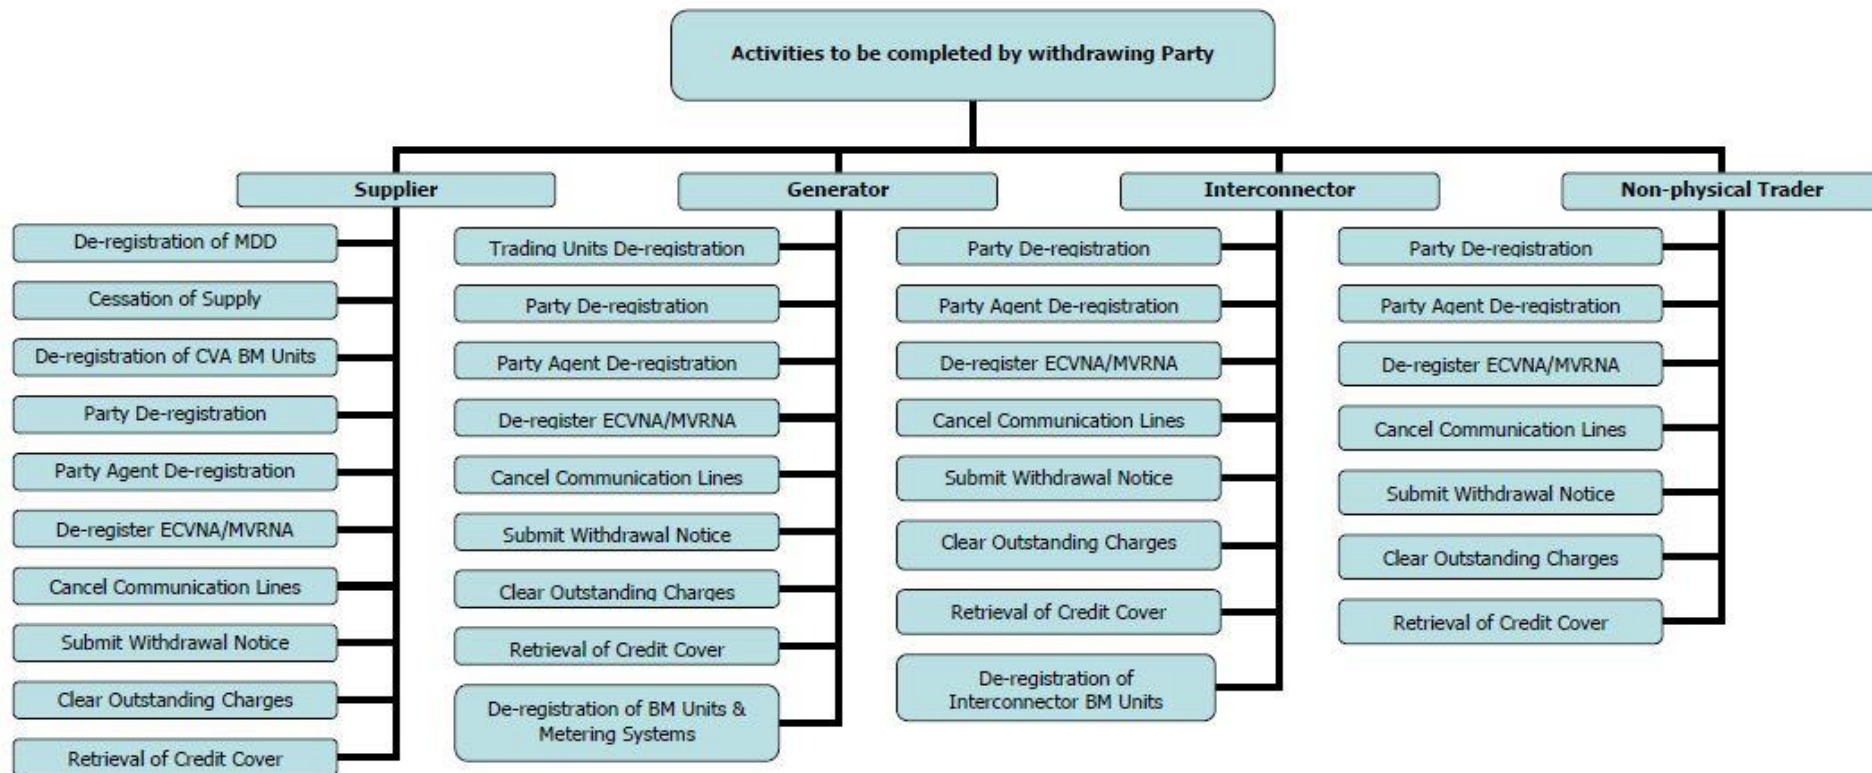 Activities to be completed by withdrawing Party
Supplier
De-registration of MDD
Cessation of Supply
De-registration of CVA BM Units
Party De-registration
Party Agent De-registration
De-register ECVNA/MVRNA
Cancel Communication Lines
Submit Withdrawal Notice
Clear Outstanding Charges
Retrieval of Credit Cover
Generator
Trading Units De-registration
Party De-registration
Party Agent De-registration
De-register ECVNA/MVRNA
Cancel Communication Lines
Submit Withdrawal Notice
Clear Outstanding Charges
Retrieval of Credit Cover
De-registration of BM Units &
Metering Systems
Interconnector
Party De-registration
Party Agent De-registration
De-register ECVNA/MVRNA
Cancel Communication Lines
Submit Withdrawal Notice
Clear Outstanding Charges
Retrieval of Credit Cover
De-registration of
Interconnector BM Units
Non-physical Trader
Party De-registration
Party Agent De-registration
De-register ECVNA/MVRNA
Cancel Communication Lines
Submit Withdrawal Notice
Clear Outstanding Charges
Retrieval of Credit Cover